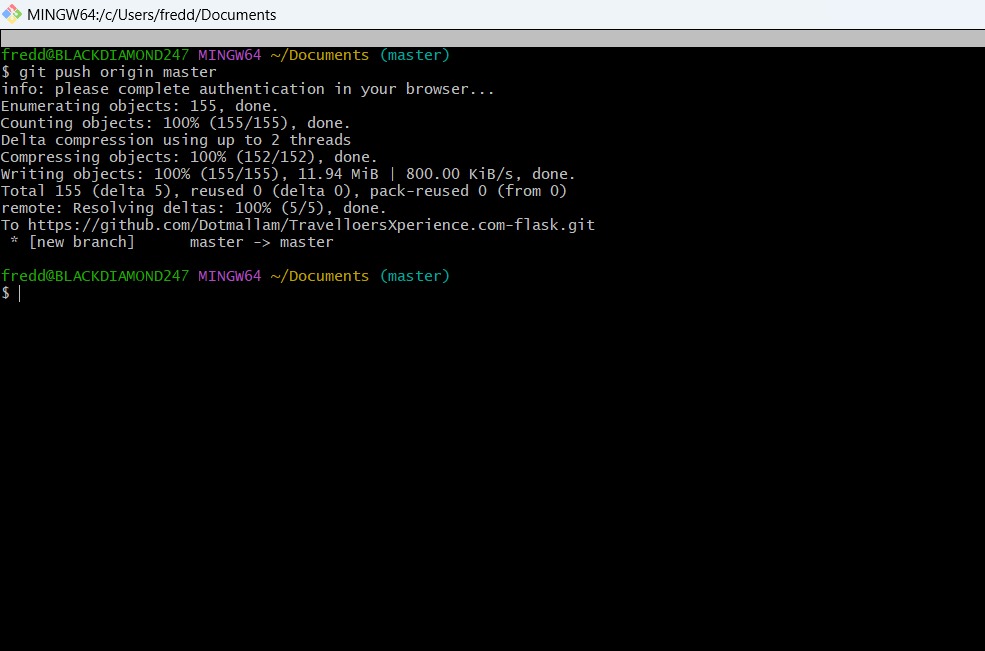 MINGW64:/c/Users/fredd/Documents
fredd@BLACKDIAMOND247 MINGW64 ~/Documents (master)
$ git push origin master
info: please complete authentication in your browser...
Enumerating objects: 155, done.
Counting objects: 100% (155/155), done.
Delta compression using up to 2 threads
Compressing objects: 100% (152/152), done.
Writing objects: 100% (155/155), 11.94 MiB | 800.00 KiB/s, done.
Total 155 (delta 5), reused 0 (delta 0), pack-reused 0 (from 0)
remote: Resolving deltas: 100% (5/5), done.
To https://github.com/Dotmallam/TravelloersXperience.com-flask.git
 * [new branch]      master -> master
fredd@BLACKDIAMOND247 MINGW64 ~/Documents (master)
$